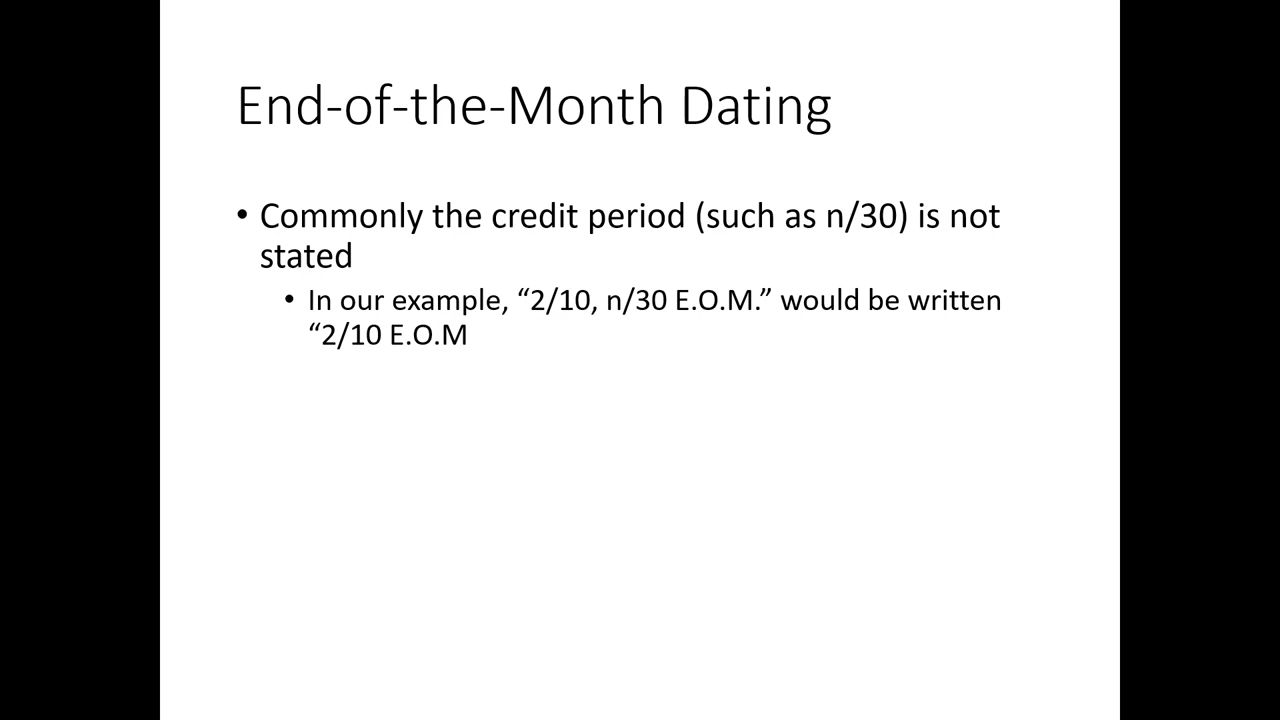 End-of-the-Month Dating
• Commonly the credit period (such as n/30) is not
stated
• In our example, “2/10, n/30 E.O.M.” would be written
“2/10 E.O.M